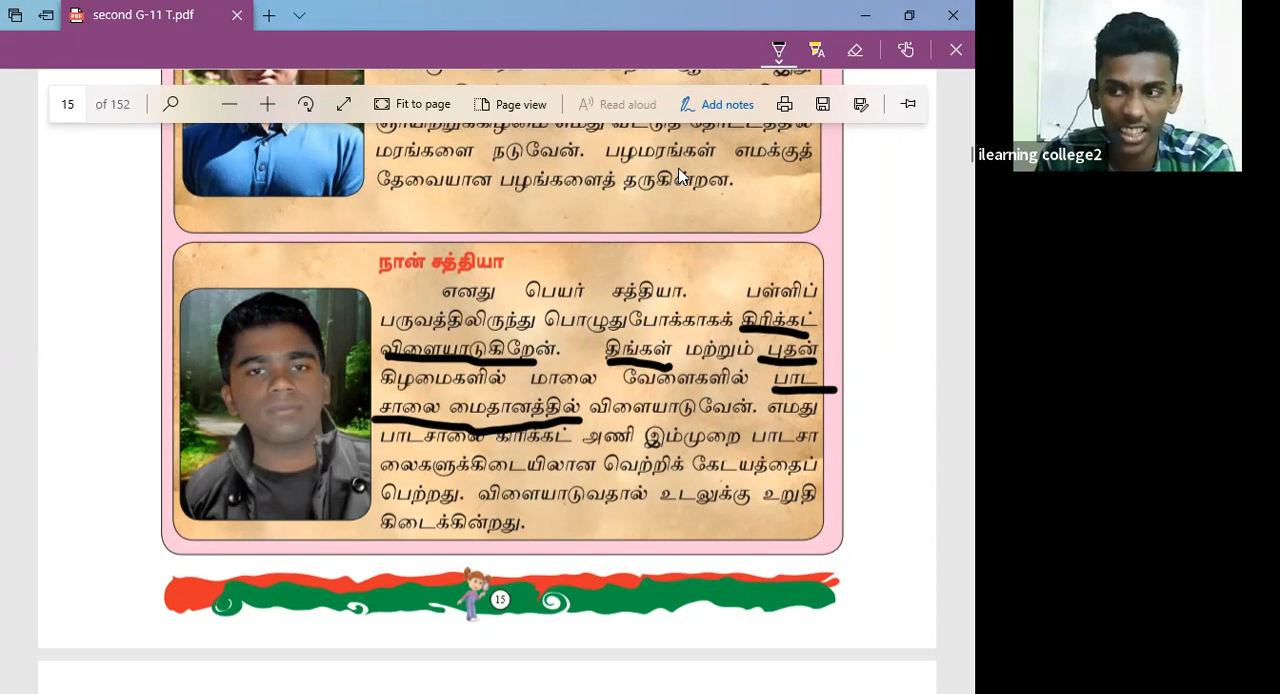 second G-11 T.pdf
15 of 152 Fit to page Page view Read aloud Add notes
ilearning college2
மரங்களை நடுவேன். பழமரங்கள் எமக்குத்
தேவையான பழங்களைத் தருகின்றன.
நான் சத்தியா
எனது பெயர் சத்தியா. பள்ளிப்
பருவத்திலிருந்து பொழுதுபோக்காகக் கிரிக்கட்
விளையாடுகிறேன். திங்கள் மற்றும் புதன்
கிழமைகளில் மாலை வேளைகளில் பாட
சாலை மைதானத்தில் விளையாடுவேன். எமது
பாடசாலை கிரிக்கட் அணி இம்முறை பாடசா
லைகளுக்கிடையிலான வெற்றிக் கேடயத்தைப்
பெற்றது. விளையாடுவதால் உடலுக்கு உறுதி
கிடைக்கின்றது.
15